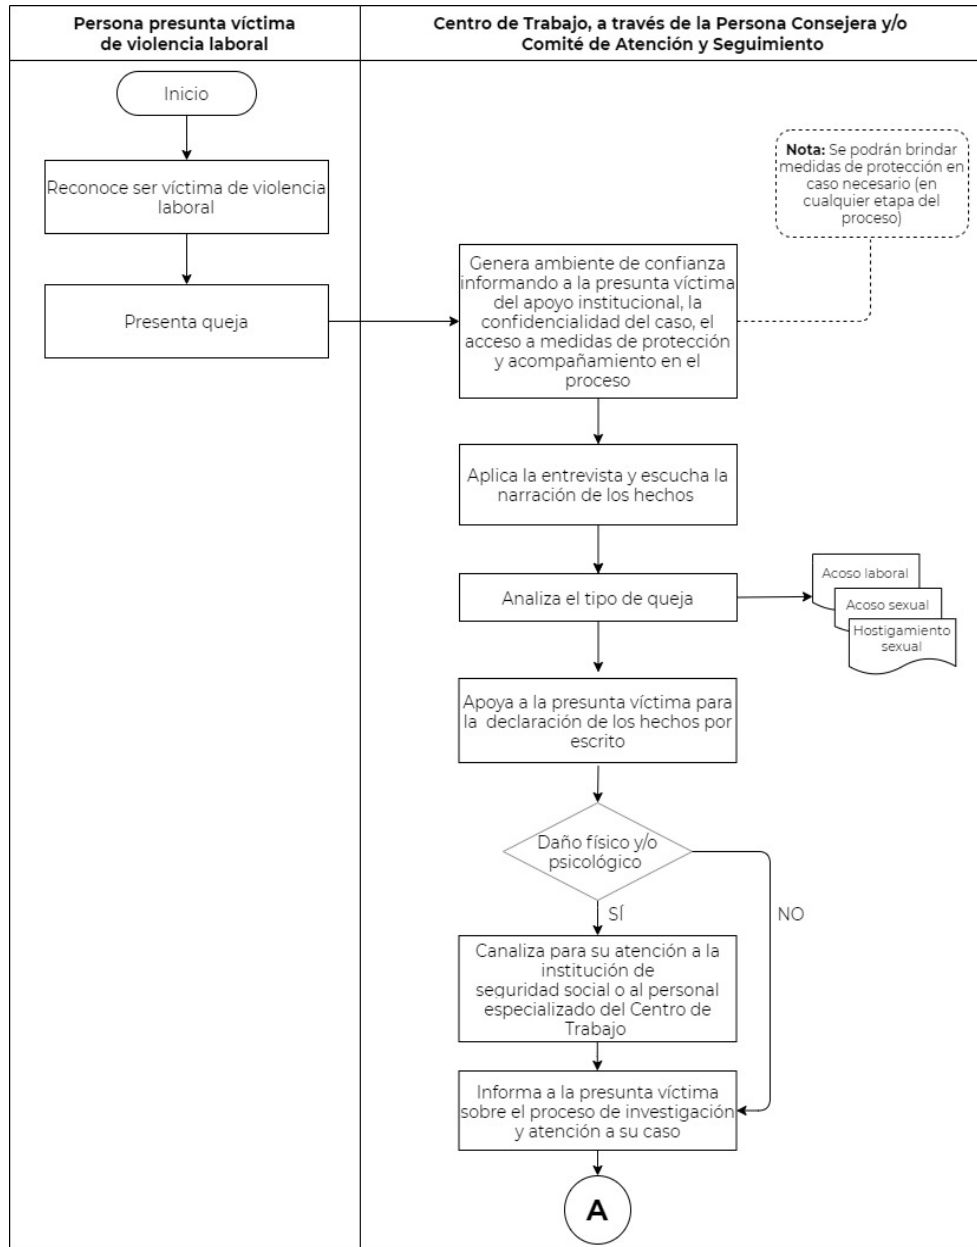 Persona presunta víctima
de violencia laboral
Centro de Trabajo, a través de la Persona Consejera y/o
Comité de Atención y Seguimiento
Inicio
Reconoce ser víctima de violencia
laboral
Presenta queja
Nota: Se podrán brindar
medidas de protección en
caso necesario (en
cualquier etapa del
proceso)
Genera ambiente de confianza
informando a la presunta víctima
del apoyo institucional, la
confidencialidad del caso, el
acceso a medidas de protección
y acompañamiento en el
proceso
Aplica la entrevista y escucha la
narración de los hechos
Analiza el tipo de queja
Acoso laboral
Acoso sexual
Hostigamiento
sexual
Apoya a la presunta víctima para
la declaración de los hechos por
escrito
Daño físico y/o
psicológico
SÍ
NO
Canaliza para su atención a la
institución de
seguridad social o al personal
especializado del Centro de
Trabajo
Informa a la presunta víctima
sobre el proceso de investigación
y atención a su caso
A